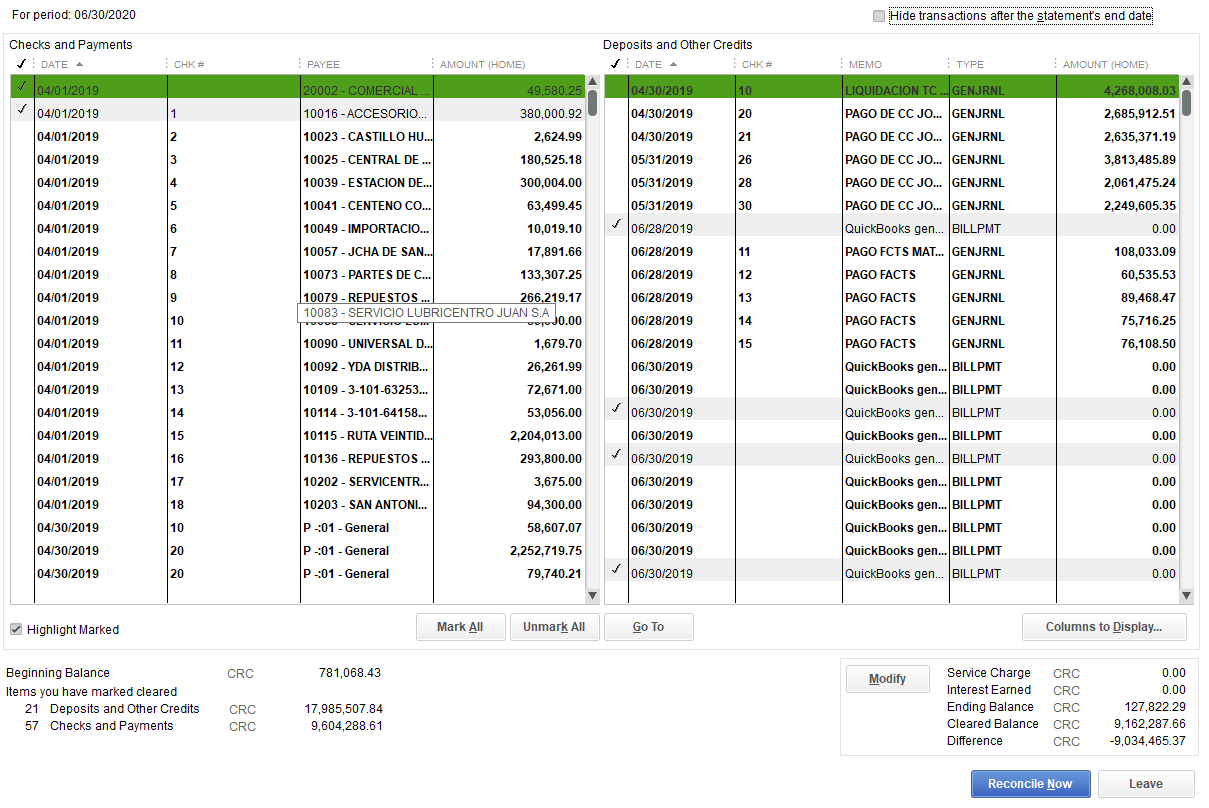 For period: 06/30/2020
Hide transactions after the statement's end date
Checks and Payments
DATE CHK # PAYEE AMOUNT (HOME)
04/01/2019 20002 - COMERCIAL ... 49,580.25
04/01/2019 1 10016 - ACCESORIO... 380,000.92
04/01/2019 2 10023 - CASTILLO HU... 2,624.99
04/01/2019 3 10025 - CENTRAL DE ... 180,525.18
04/01/2019 4 10039 - ESTACION DE... 300,004.00
04/01/2019 5 10041 - CENTENO CO... 63,499.45
04/01/2019 6 10049 - IMPORTACIO... 10,019.10
04/01/2019 7 10057 - JCHA DE SAN... 17,891.66
04/01/2019 8 10073 - PARTES DE C... 133,307.25
04/01/2019 9 10079 - REPUESTOS ... 266,219.17
10083 - SERVICIO LUBRICENTRO JUAN S.A
04/01/2019 10
04/01/2019 11 10090 - UNIVERSAL D... 1,679.70
04/01/2019 12 10092 - YDA DISTRIB... 26,261.99
04/01/2019 13 10109 - 3-101-63253... 72,671.00
04/01/2019 14 10114 - 3-101-64158... 53,056.00
04/01/2019 15 10115 - RUTA VEINTID... 2,204,013.00
04/01/2019 16 10136 - REPUESTOS ... 293,800.00
04/01/2019 17 10202 - SERVICENTR... 3,675.00
04/01/2019 18 10203 - SAN ANTONI... 94,300.00
04/30/2019 10 P -:01 - General 58,607.07
04/30/2019 20 P -:01 - General 2,252,719.75
04/30/2019 20 P -:01 - General 79,740.21
Deposits and Other Credits
DATE CHK # MEMO TYPE AMOUNT (HOME)
04/30/2019 10 LIQUIDACION TC ... GENJRNL 4,268,008.03
04/30/2019 20 PAGO DE CC JO... GENJRNL 2,685,912.51
04/30/2019 21 PAGO DE CC JO... GENJRNL 2,635,371.19
05/31/2019 26 PAGO DE CC JO... GENJRNL 3,813,485.89
05/31/2019 28 PAGO DE CC JO... GENJRNL 2,061,475.24
05/31/2019 30 PAGO DE CC JO... GENJRNL 2,249,605.35
06/28/2019 QuickBooks gen... BILLPMT 0.00
06/28/2019 11 PAGO FCTS MAT... GENJRNL 108,033.09
06/28/2019 12 PAGO FACTS GENJRNL 60,535.53
06/28/2019 13 PAGO FACTS GENJRNL 89,468.47
06/28/2019 14 PAGO FACTS GENJRNL 75,716.25
06/28/2019 15 PAGO FACTS GENJRNL 76,108.50
06/30/2019 QuickBooks gen... BILLPMT 0.00
06/30/2019 QuickBooks gen... BILLPMT 0.00
06/30/2019 QuickBooks gen... BILLPMT 0.00
06/30/2019 QuickBooks gen... BILLPMT 0.00
06/30/2019 QuickBooks gen... BILLPMT 0.00
06/30/2019 QuickBooks gen... BILLPMT 0.00
06/30/2019 QuickBooks gen... BILLPMT 0.00
06/30/2019 QuickBooks gen... BILLPMT 0.00
06/30/2019 QuickBooks gen... BILLPMT 0.00
06/30/2019 QuickBooks gen... BILLPMT 0.00
Highlight Marked
Mark All Unmark All Go To Columns to Display...
Beginning Balance CRC 781,068.43
Items you have marked cleared
21 Deposits and Other Credits CRC 17,985,507.84
57 Checks and Payments CRC 9,604,288.61
Modify
Service Charge CRC 0.00
Interest Earned CRC 0.00
Ending Balance CRC 127,822.29
Cleared Balance CRC 9,162,287.66
Difference CRC -9,034,465.37
Reconcile Now Leave